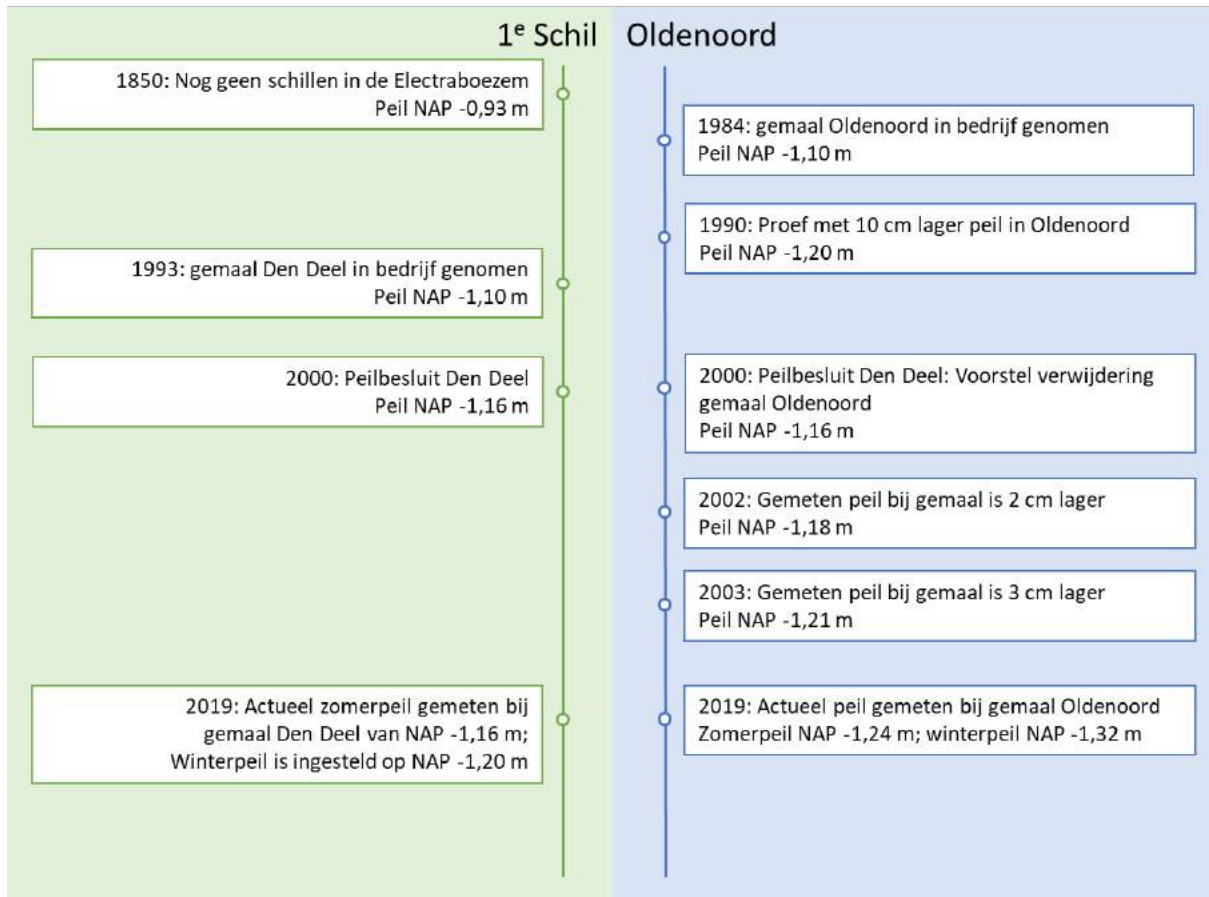 1e Schil
1850: Nog geen schillen in de Electraboezem
Peil NAP -0,93 m
1993: gemaal Den Deel in bedrijf genomen
Peil NAP -1,10 m
2000: Peilbesluit Den Deel
Peil NAP -1,16 m
2019: Actueel zomerpeil gemeten bij
gemaal Den Deel van NAP -1,16 m;
Winterpeil is ingesteld op NAP -1,20 m
Oldenoord
1984: gemaal Oldenoord in bedrijf genomen
Peil NAP -1,10 m
1990: Proef met 10 cm lager peil in Oldenoord
Peil NAP -1,20 m
2000: Peilbesluit Den Deel: Voorstel verwijdering
gemaal Oldenoord
Peil NAP -1,16 m
2002: Gemeten peil bij gemaal is 2 cm lager
Peil NAP -1,18 m
2003: Gemeten peil bij gemaal is 3 cm lager
Peil NAP -1,21 m
2019: Actueel peil gemeten bij gemaal Oldenoord
Zomerpeil NAP -1,24 m; winterpeil NAP -1,32 m